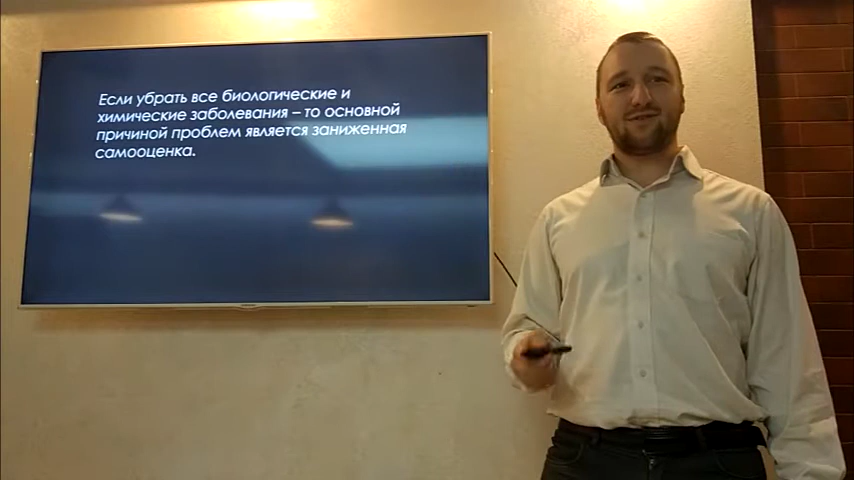 Если убрать все биологические и
химические заболевания – то основной
причиной проблем является заниженная
самооценка.